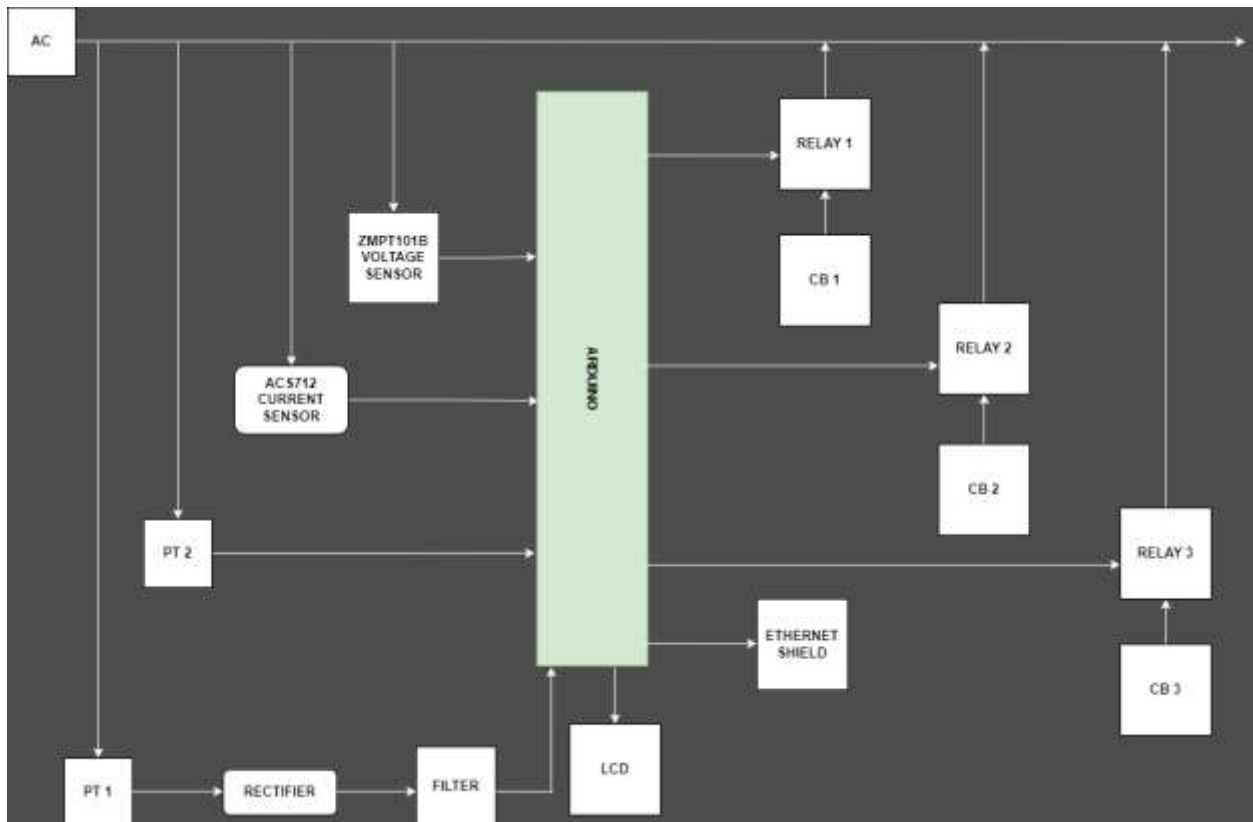 AC
RELAY 1
ZMPT101B
VOLTAGE
SENSOR
CB 1
RELAY 2
ARDUINO
ACS712
CURRENT
SENSOR
CB 2
PT 2
RELAY 3
ETHERNET
SHIELD
CB 3
LCD
PT 1
RECTIFIER
FILTER